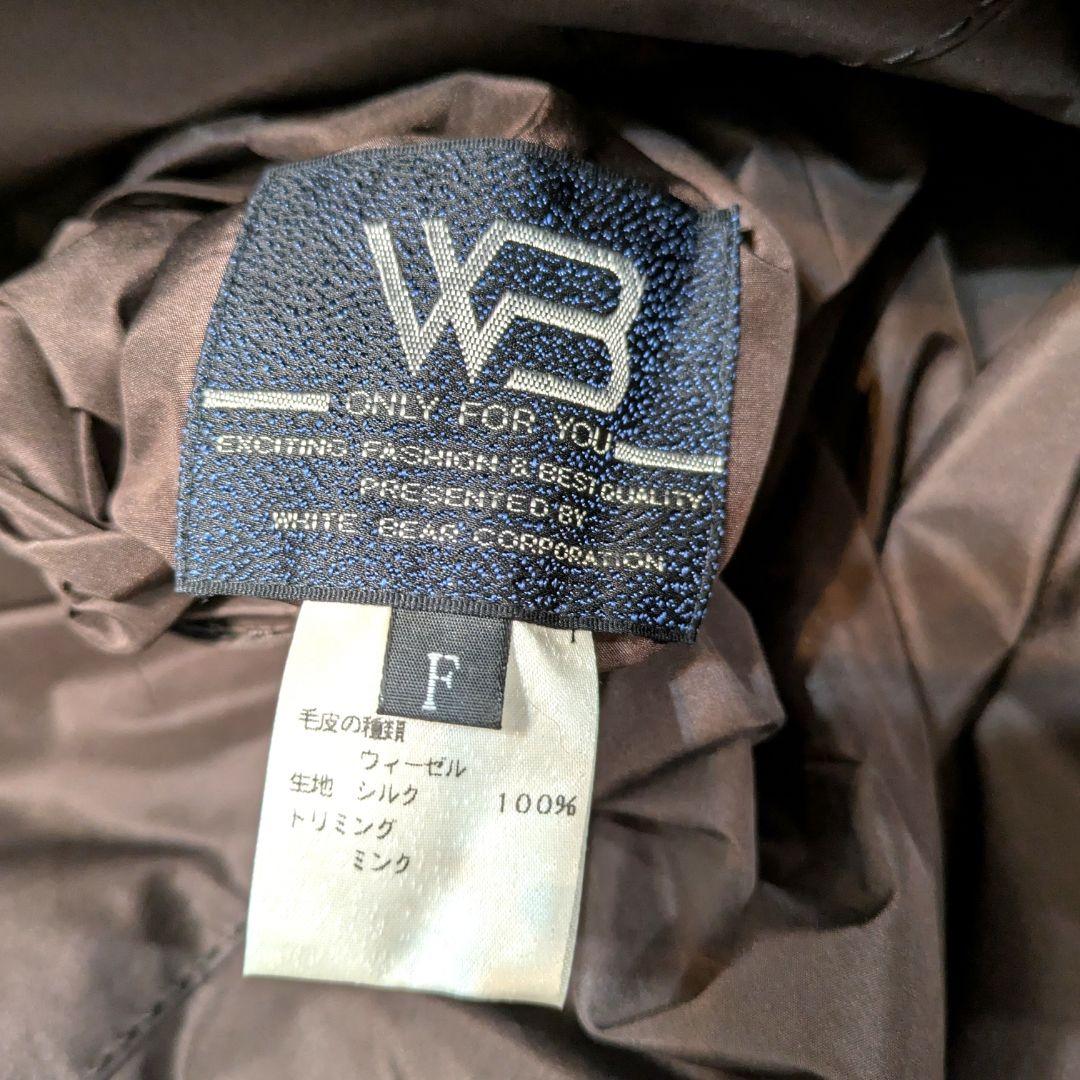 WB
ONLY FOR YOU
EXCITING FASHION & BEST QUALITY
PRESENTED BY
WHITE BEAR CORPORATION
F
毛皮の種類
ウィーゼル
生地 シルク 100%
トリミング
ミンク